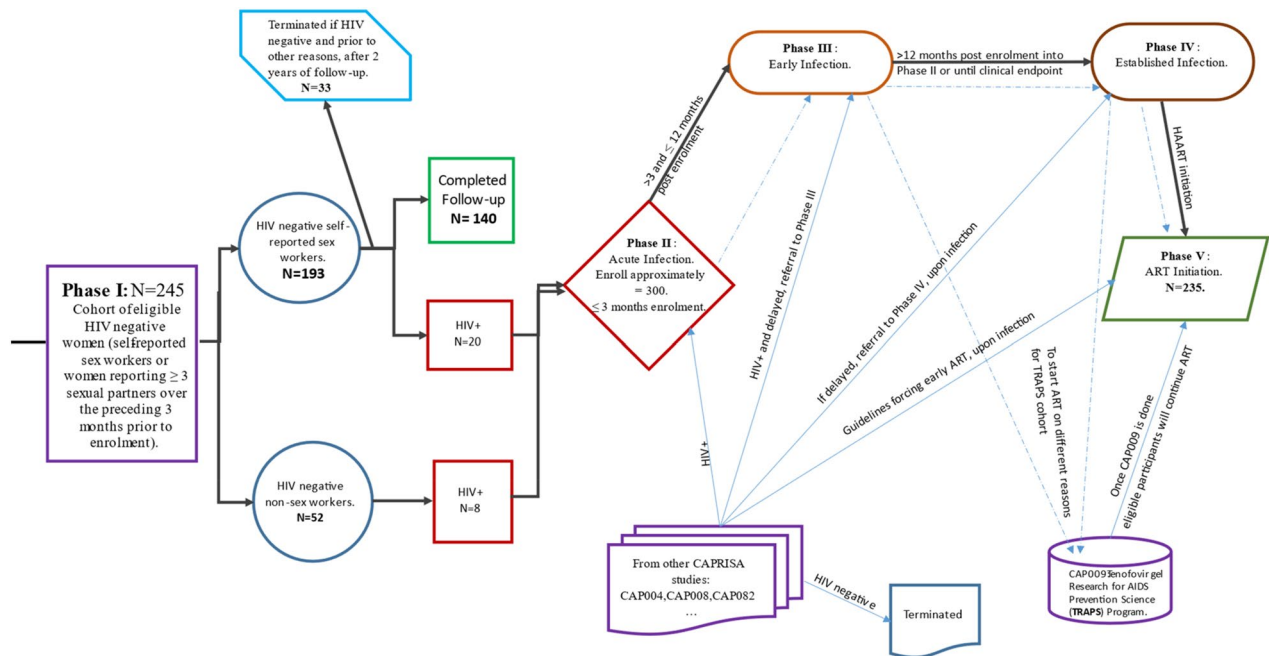 Terminated if HIV
negative and prior to
other reasons, after 2
years of follow-up.
N=33
Phase III :
Early Infection.
>12 months post enrolment into
Phase II or until clinical endpoint
Phase IV :
Established Infection.
>3 and ≤ 12 months
post enrolment
HAART
initiation
Completed
Follow-up
N= 140
HIV negative self-
reported sex
workers.
N=193
Phase I: N=245
Cohort of eligible
HIV negative
women (selfreported
sex workers or
women reporting ≥ 3
sexual partners over
the preceding 3
months prior to
enrolment).
HIV+
N=20
Phase II :
Acute Infection.
Enroll approximately
= 300.
≤ 3 months enrolment.
Phase V :
ART Initiation.
N=235.
HIV+ and delayed, referral to Phase III
If delayed, referral to Phase IV, upon infection
Guidelines forcing early ART, upon infection
To start ART on different reasons
for TRAPS cohort
Once CAP009 is done
eligible participants will continue ART
HIV+
HIV negative
non-sex workers.
N=52
HIV+
N=8
From other CAPRISA
studies:
CAP004,CAP008,CAP082
...
HIV negative
Terminated
CAP009 Tenofovir gel
Research for AIDS
Prevention Science
(TRAPS) Program.